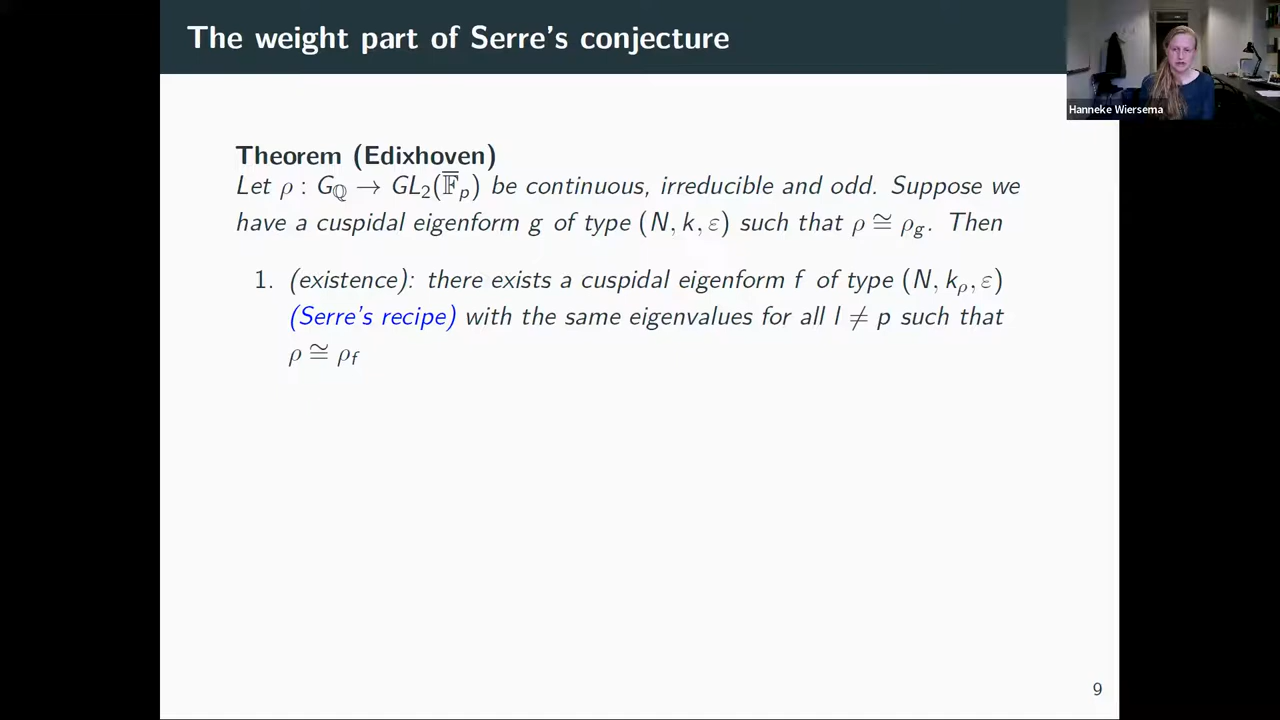 The weight part of Serre's conjecture
Hanneke Wiersema
Theorem (Edixhoven)
Let ρ : G_ℚ → GL₂(𝔽̅_p) be continuous, irreducible and odd. Suppose we
have a cuspidal eigenform g of type (N, k, ε) such that ρ ≅ ρ_g. Then
1. (existence): there exists a cuspidal eigenform f of type (N, k_ρ, ε)
(Serre's recipe) with the same eigenvalues for all l ≠ p such that
ρ ≅ ρ_f
9